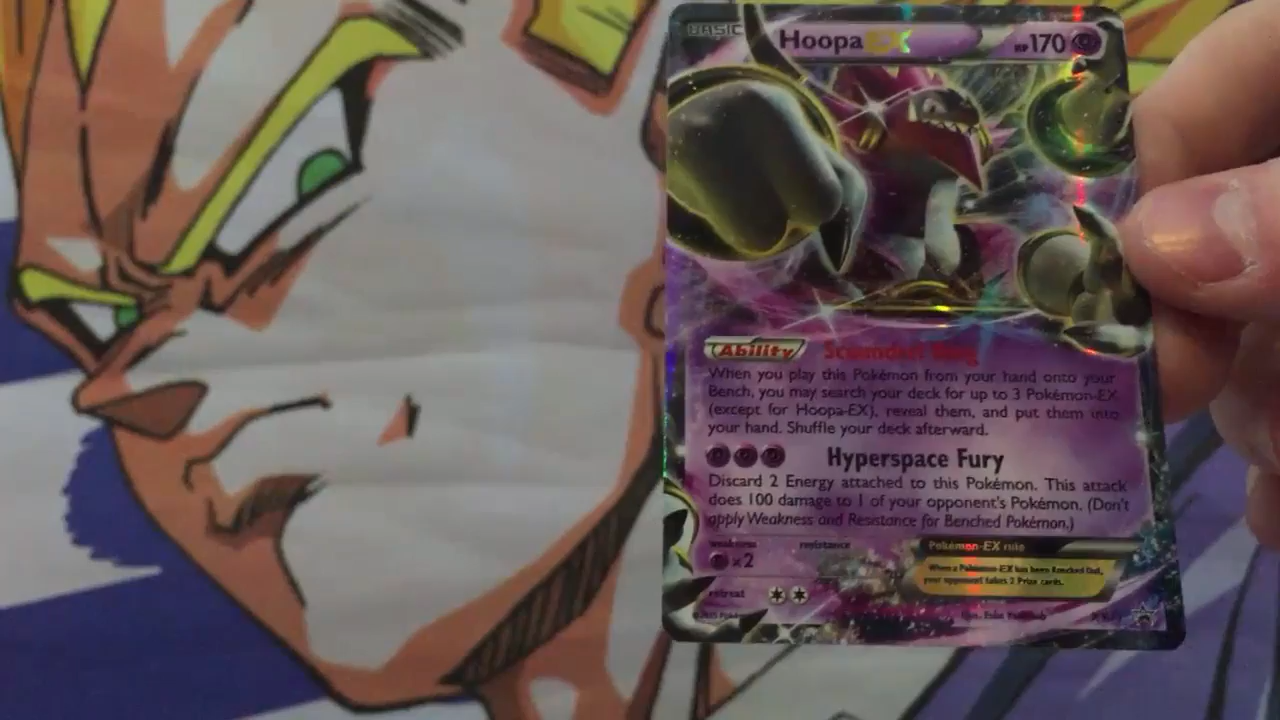 BASIC
HoopaEX
HP170
Ability Scoundrel Ring
When you play this Pokémon from your hand onto your
Bench, you may search your deck for up to 3 Pokémon-EX
(except for Hoopa-EX), reveal them, and put them into
your hand. Shuffle your deck afterward.
Hyperspace Fury
Discard 2 Energy attached to this Pokémon. This attack
does 100 damage to 1 of your opponent's Pokémon. (Don't
apply Weakness and Resistance for Benched Pokémon.)
weakness resistance
×2
Pokémon-EX rule
When a Pokémon-EX has been Knocked Out,
your opponent takes 2 Prize cards.
retreat